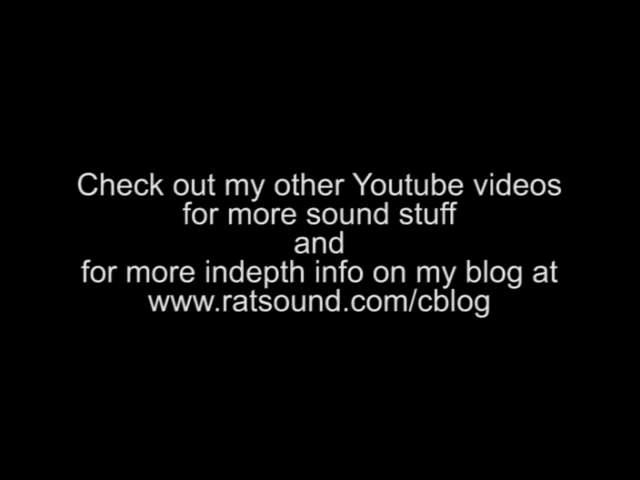 Check out my other Youtube videos
for more sound stuff
and
for more indepth info on my blog at
www.ratsound.com/cblog